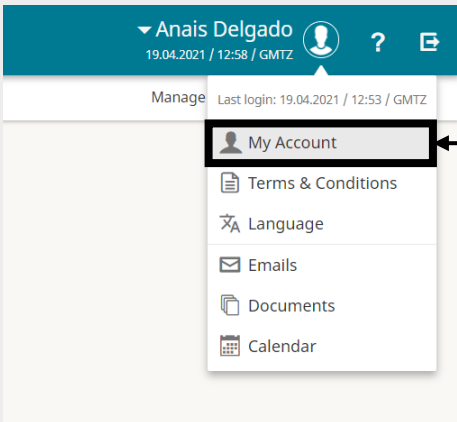 Anais Delgado
19.04.2021 / 12:58 / GMTZ
?
Manage
Last login: 19.04.2021 / 12:53 / GMTZ
My Account
Terms & Conditions
Language
Emails
Documents
Calendar